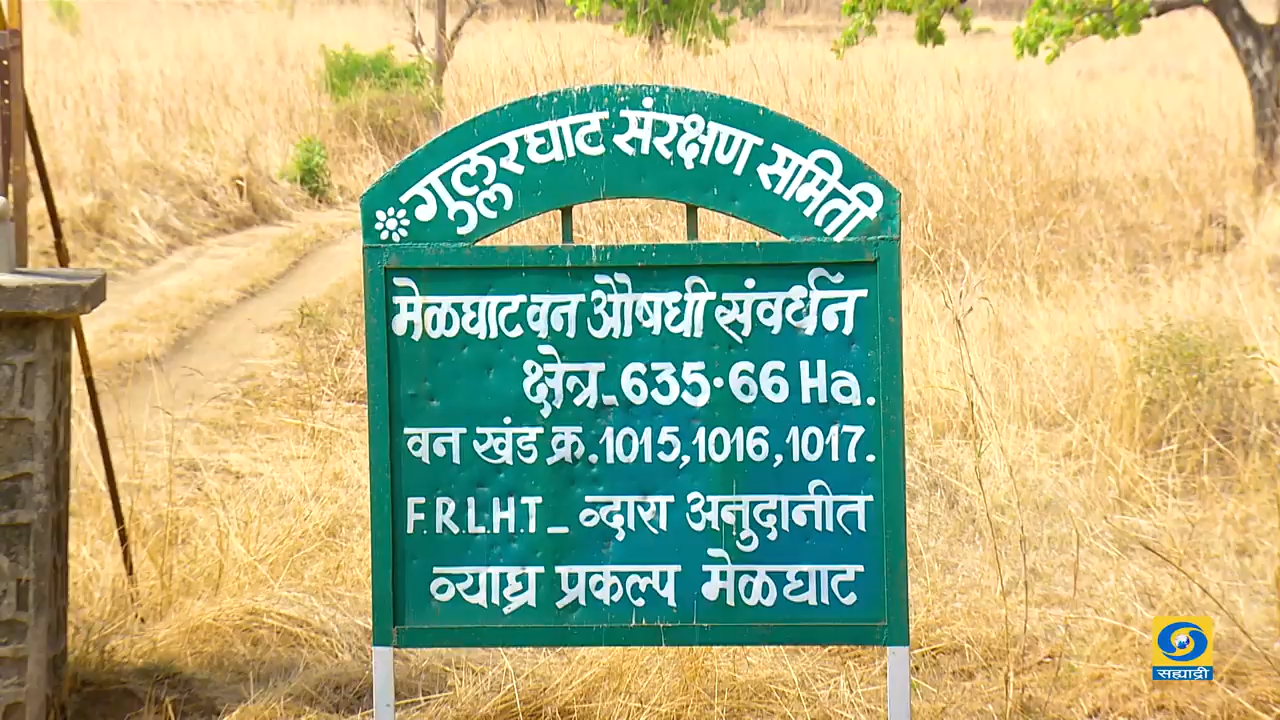 गुल्लरघाट संरक्षण समिती
मेळघाट वन औषधी संवर्धन
क्षेत्र_635.66 Ha.
वन खंड क्र.1015,1016,1017.
F.R.L.H.T_ व्दारा अनुदानीत
व्याघ्र प्रकल्प मेळघाट
सह्याद्री